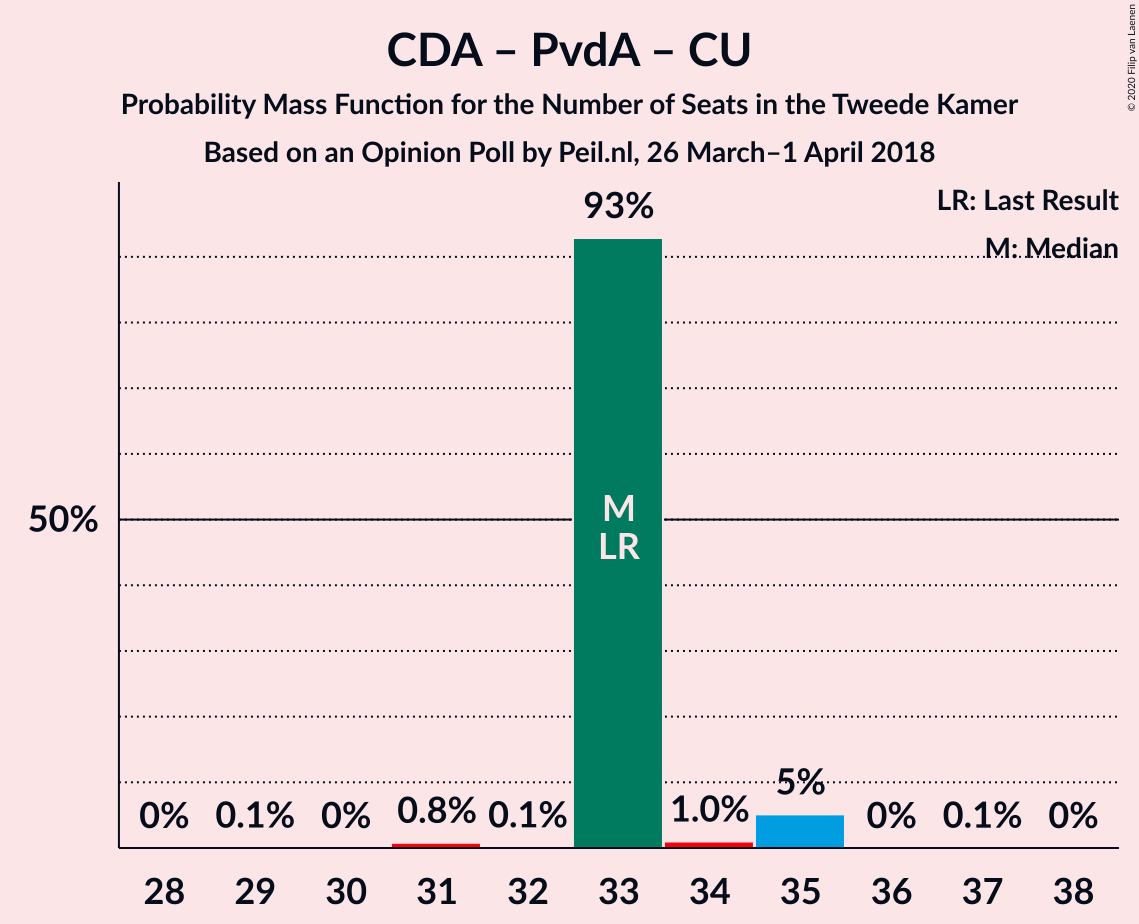 CDA – PvdA – CU
Probability Mass Function for the Number of Seats in the Tweede Kamer
Based on an Opinion Poll by Peil.nl, 26 March–1 April 2018
© 2020 Filip van Laenen
LR: Last Result
M: Median
93%
50%
M
LR
0%
0.1%
0%
0.8%
0.1%
1.0%
5%
0%
0.1%
0%
28 29 30 31 32 33 34 35 36 37 38